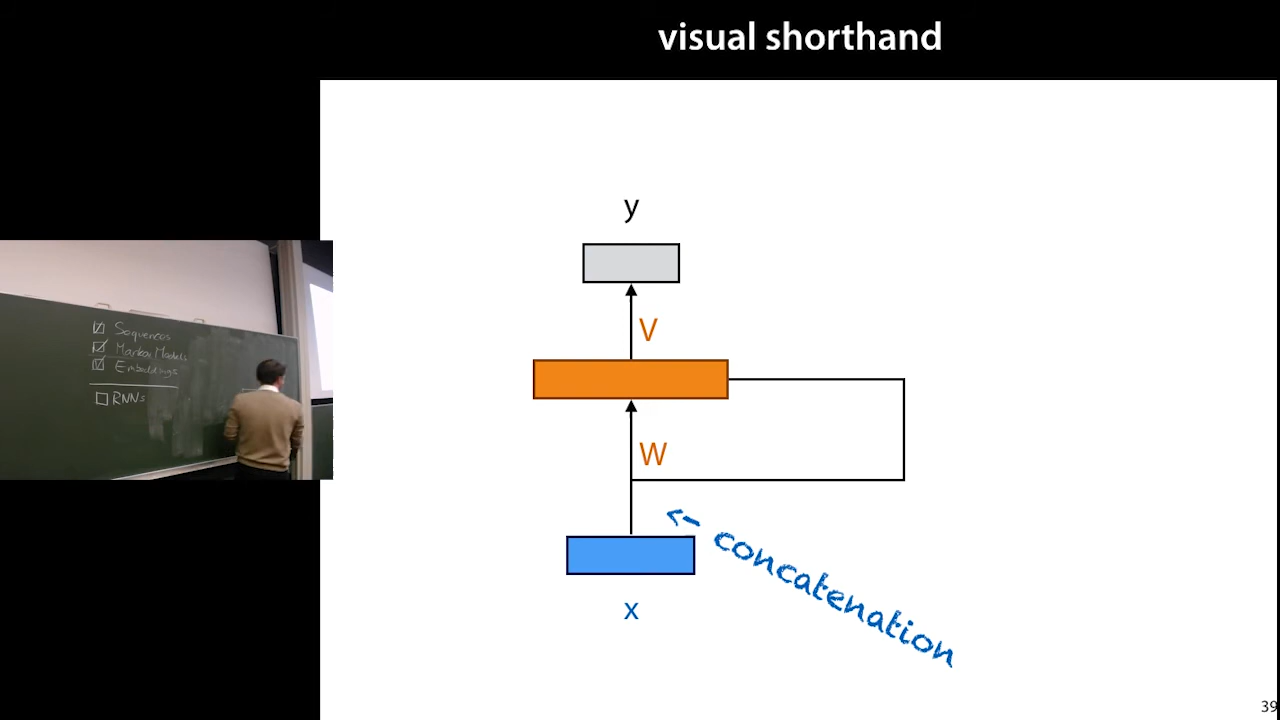 visual shorthand
y
V
W
← concatenation
x
39
Sequences
Markov Models
Embeddings
RNNs